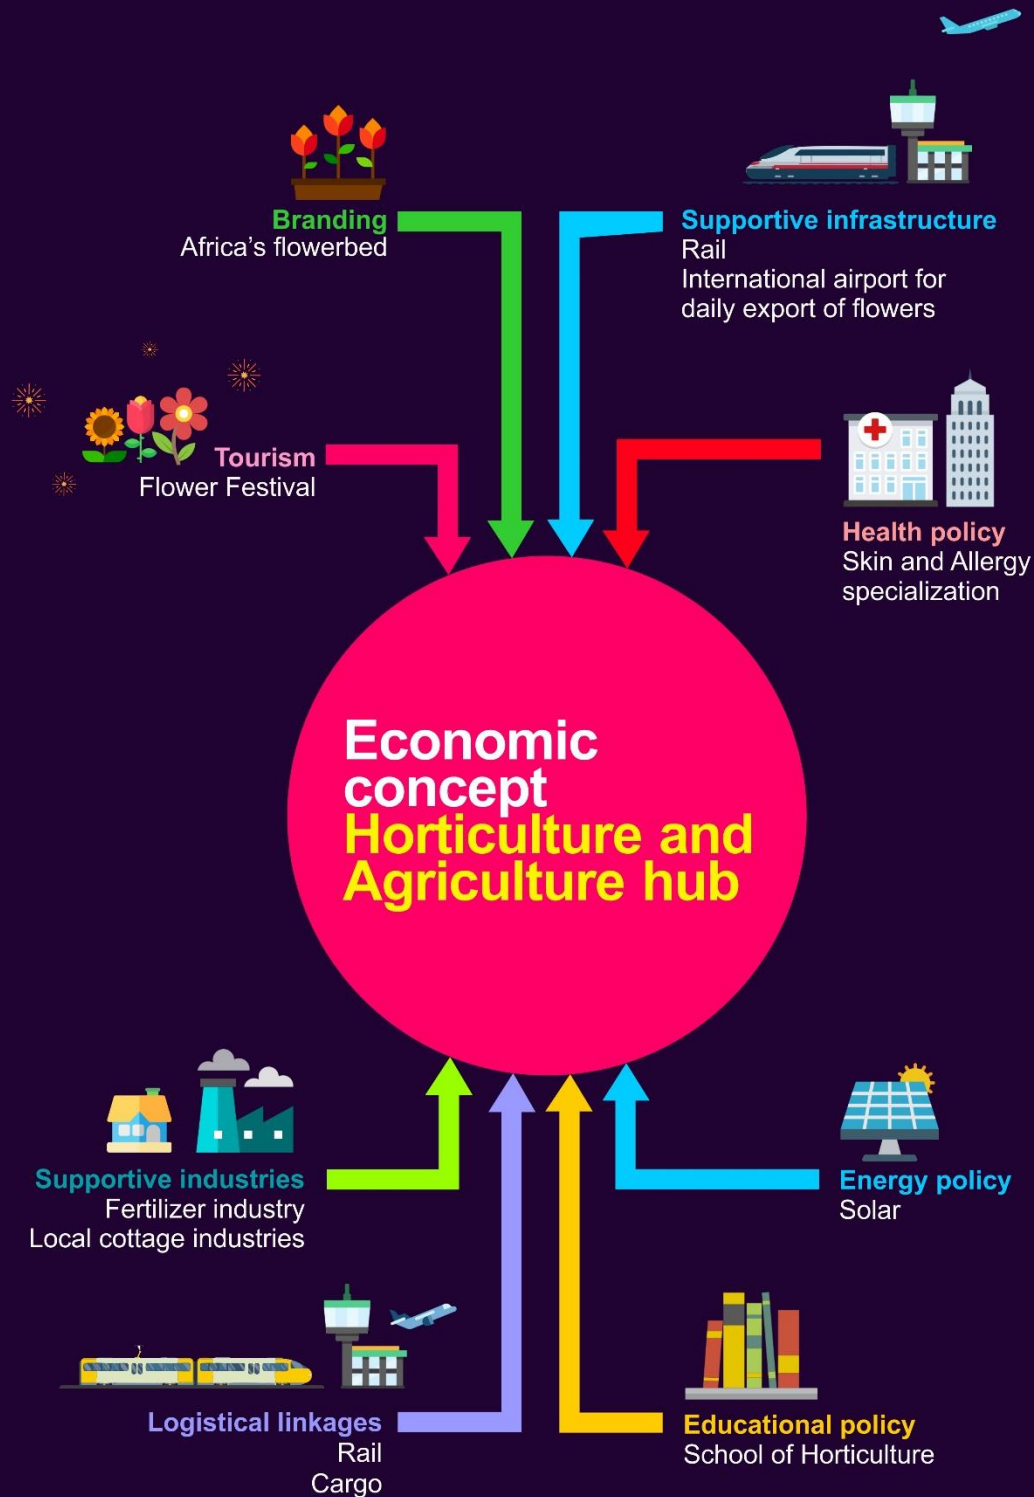 Branding
Africa’s flowerbed
Supportive infrastructure
Rail
International airport for
daily export of flowers
Tourism
Flower Festival
Health policy
Skin and Allergy
specialization
Economic
concept
Horticulture and
Agriculture hub
Supportive industries
Fertilizer industry
Local cottage industries
Energy policy
Solar
Logistical linkages
Rail
Cargo
Educational policy
School of Horticulture